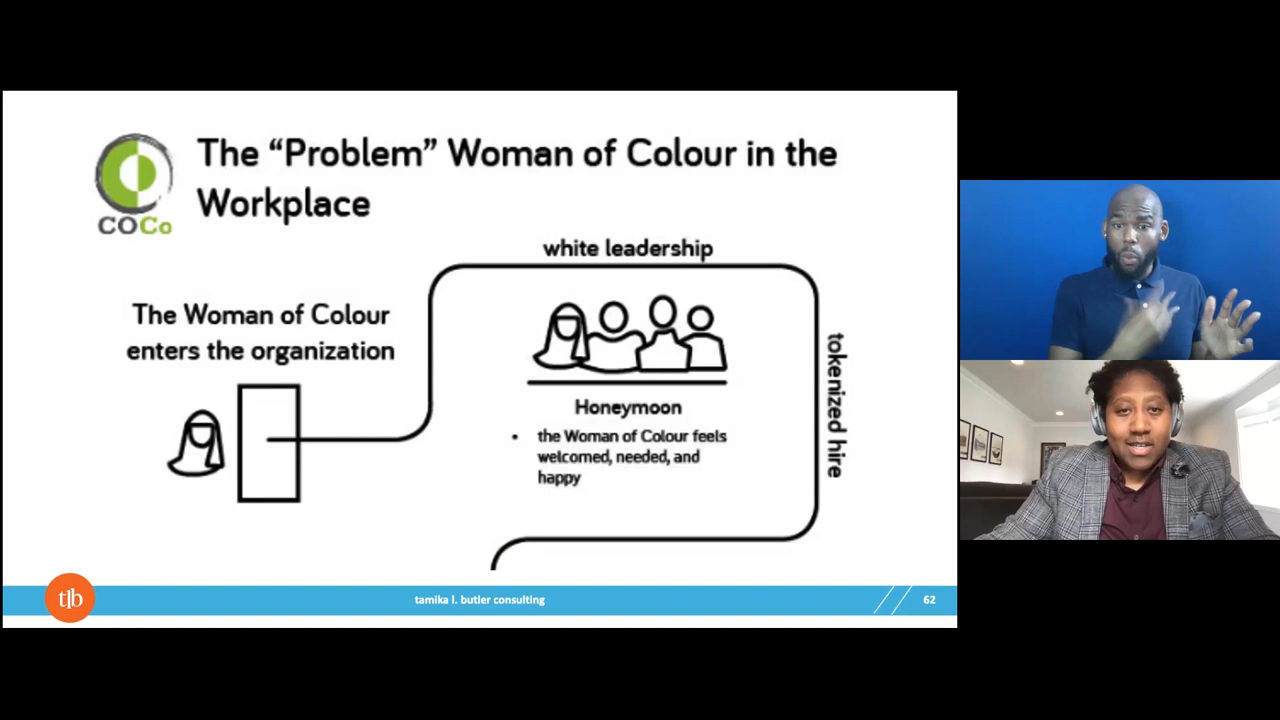 The “Problem” Woman of Colour in the
Workplace
COCo
white leadership
The Woman of Colour
enters the organization
tokenized hire
Honeymoon
• the Woman of Colour feels
welcomed, needed, and
happy
tlb
tamika l. butler consulting
62